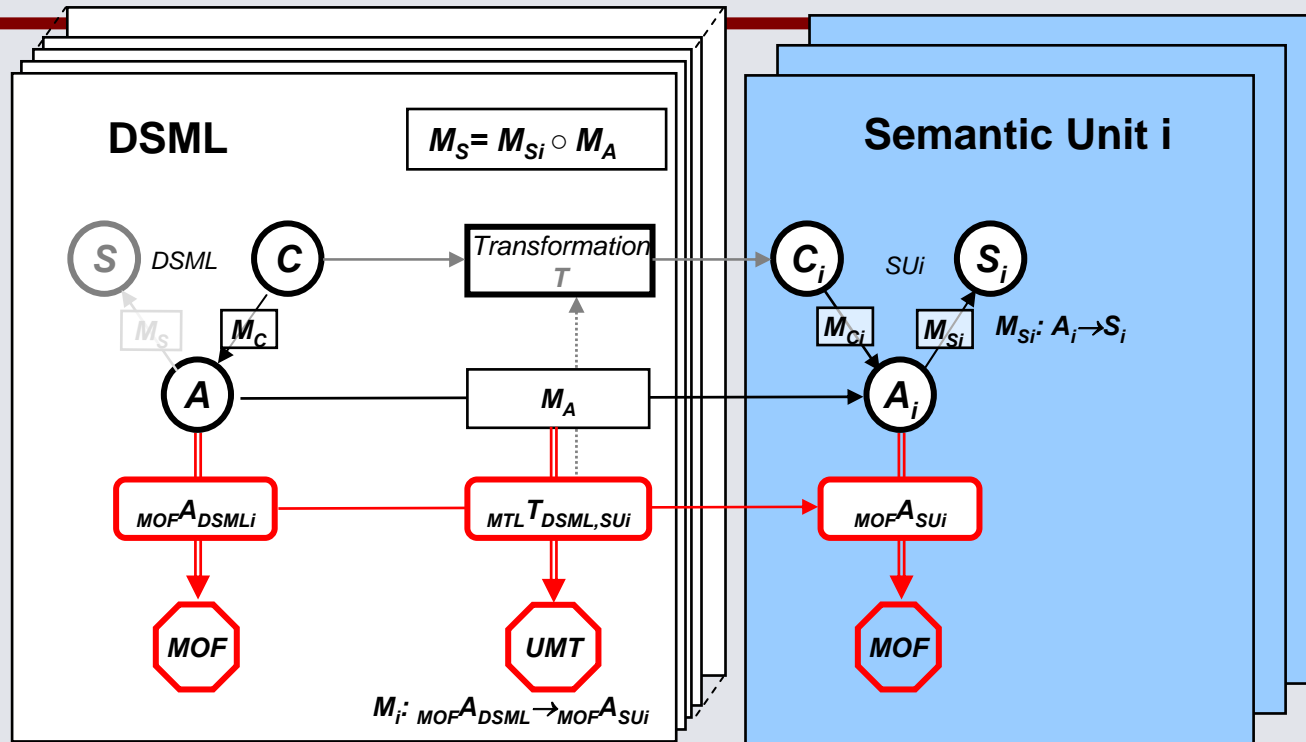 DSML
M_S= M_Si ○ M_A
Semantic Unit i
S
DSML
C
Transformation
T
C_i
SUi
S_i
M_S
M_C
M_Ci
M_Si
M_Si: A_i→S_i
A
M_A
A_i
MOF A_DSMLi
MTL T_DSML,SUi
MOF A_SUi
MOF
UMT
MOF
M_i: MOF A_DSML→MOF A_SUi